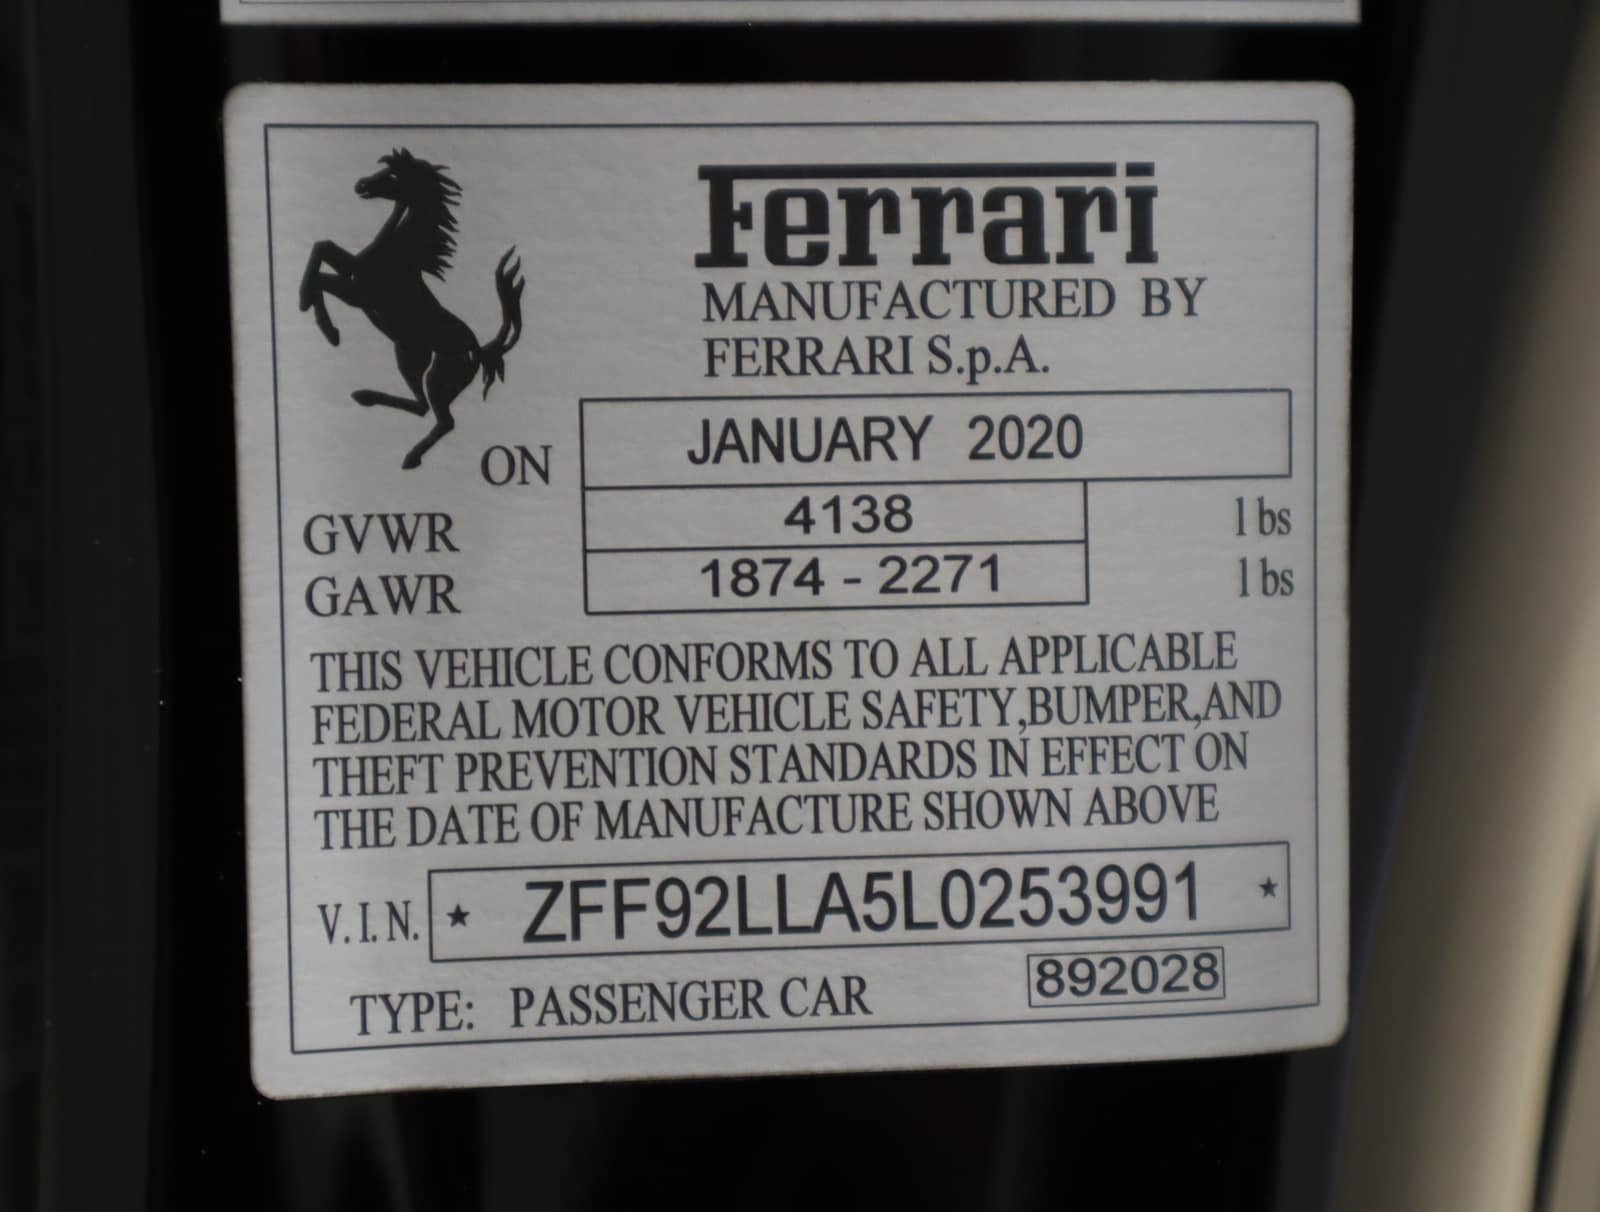 Ferrari
MANUFACTURED BY
FERRARI S.p.A.
ON JANUARY 2020
GVWR 4138 lbs
GAWR 1874 - 2271 lbs
THIS VEHICLE CONFORMS TO ALL APPLICABLE
FEDERAL MOTOR VEHICLE SAFETY,BUMPER,AND
THEFT PREVENTION STANDARDS IN EFFECT ON
THE DATE OF MANUFACTURE SHOWN ABOVE
V.I.N. ★ ZFF92LLA5L0253991 ★
TYPE: PASSENGER CAR 892028